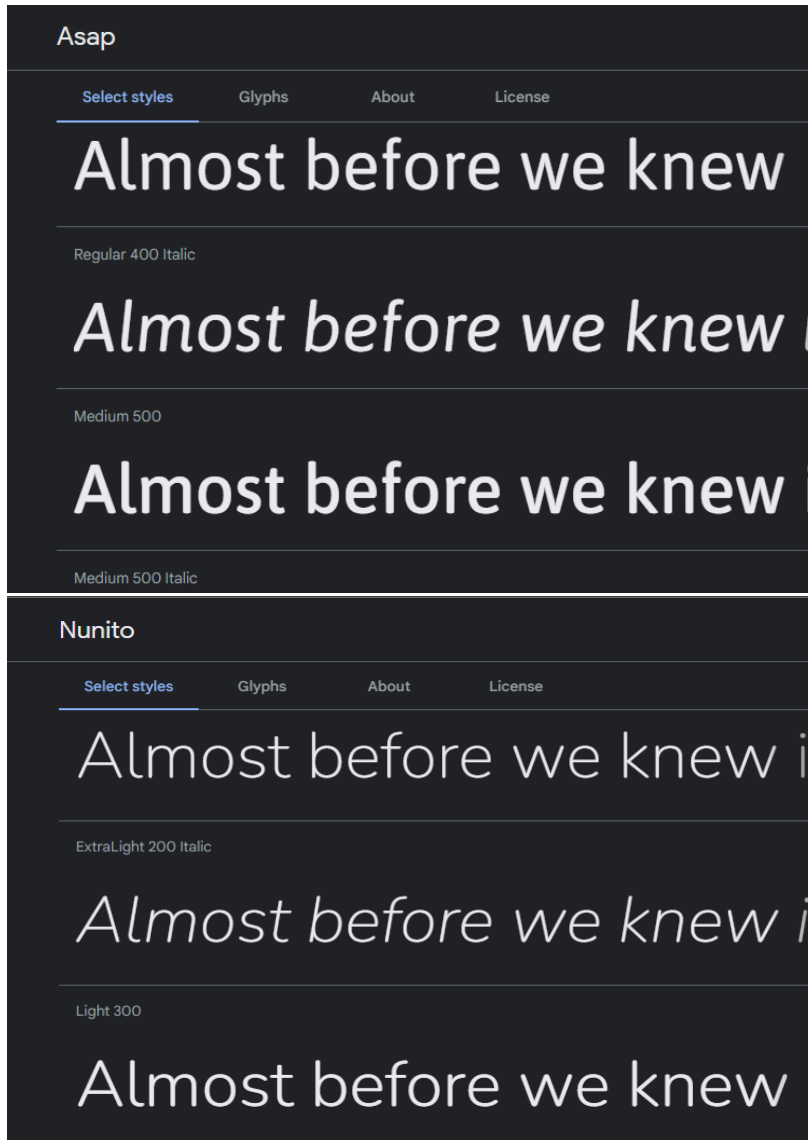 Asap
Select styles Glyphs About License
Almost before we knew
Regular 400 Italic
Almost before we knew
Medium 500
Almost before we knew
Medium 500 Italic
Nunito
Select styles Glyphs About License
Almost before we knew i
ExtraLight 200 Italic
Almost before we knew i
Light 300
Almost before we knew